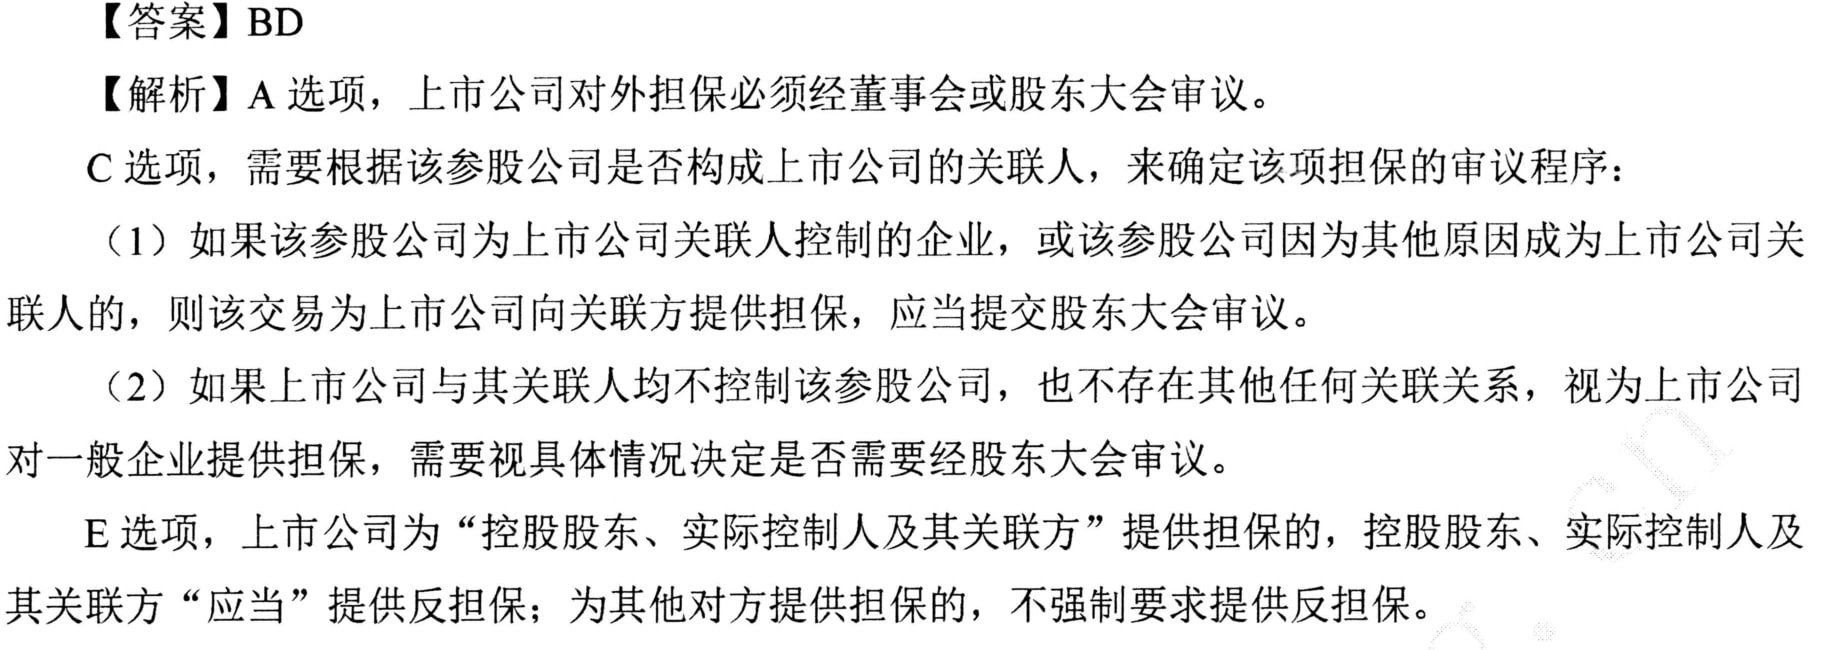 【答案】BD
【解析】A 选项，上市公司对外担保必须经董事会或股东大会审议。
C 选项，需要根据该参股公司是否构成上市公司的关联人，来确定该项担保的审议程序：
（1）如果该参股公司为上市公司关联人控制的企业，或该参股公司因为其他原因成为上市公司关
联人的，则该交易为上市公司向关联方提供担保，应当提交股东大会审议。
（2）如果上市公司与其关联人均不控制该参股公司，也不存在其他任何关联关系，视为上市公司
对一般企业提供担保，需要视具体情况决定是否需要经股东大会审议。
E 选项，上市公司为“控股股东、实际控制人及其关联方”提供担保的，控股股东、实际控制人及
其关联方“应当”提供反担保；为其他对方提供担保的，不强制要求提供反担保。